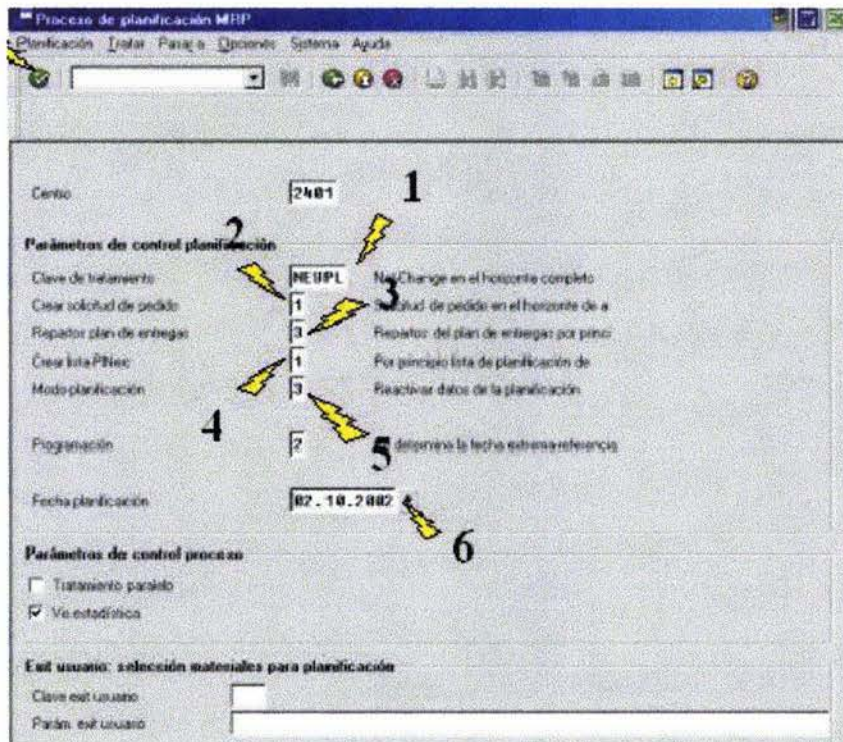 Proceso de planificación MRP
Planificación Tratar Pasar a Opciones Sistema Ayuda
Centro 2401 1
2
Parámetros de control planificación
Clave de tratamiento NEUPL Net-Change en el horizonte completo
3
Crear solicitud de pedido 1 Solicitud de pedido en el horizonte de a
Repartos plan de entregas 3 Repartos del plan de entregas por princi
Crear lista PlNec 1 Por principio lista de planificación de
Modo planificación 3 Reactivar datos de la planificación
4
5
Programación 2 determina la fecha extrema-referencia
Fecha planificación 02.10.2002
6
Parámetros de control proceso
Tratamiento paralelo
Vis.estadística
Exit usuario: selección materiales para planificación
Clave exit usuario
Parám. exit usuario